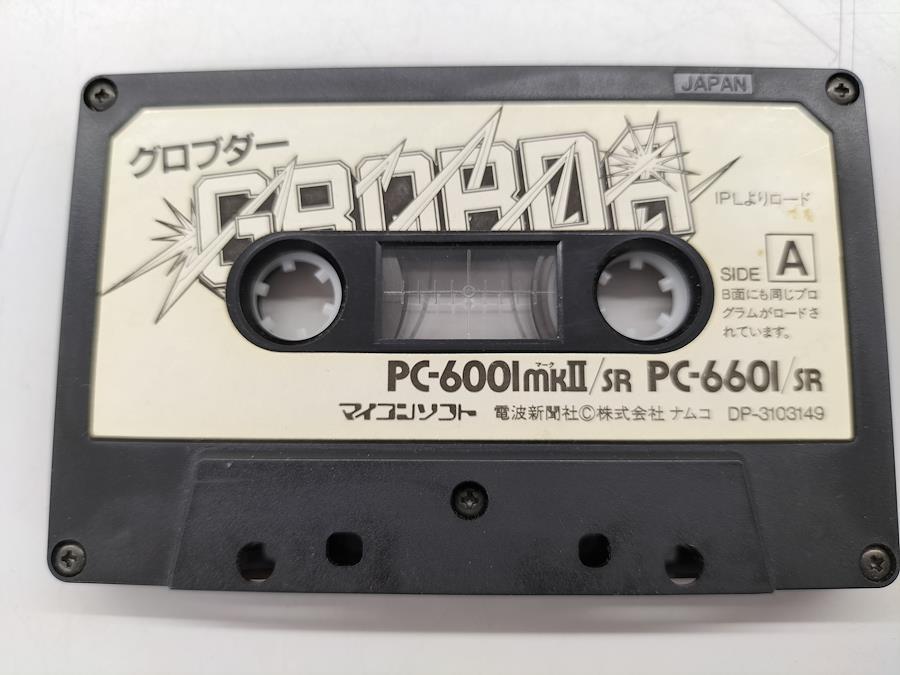 JAPAN
グロブダー
GROBDA
IPLよりロード
SIDE A
B面にも同じプロ
グラムがロードさ
れています。
マーク
PC-6001mkⅡ/SR PC-6601/SR
マイコンソフト 電波新聞社©株式会社 ナムコ DP-3103149